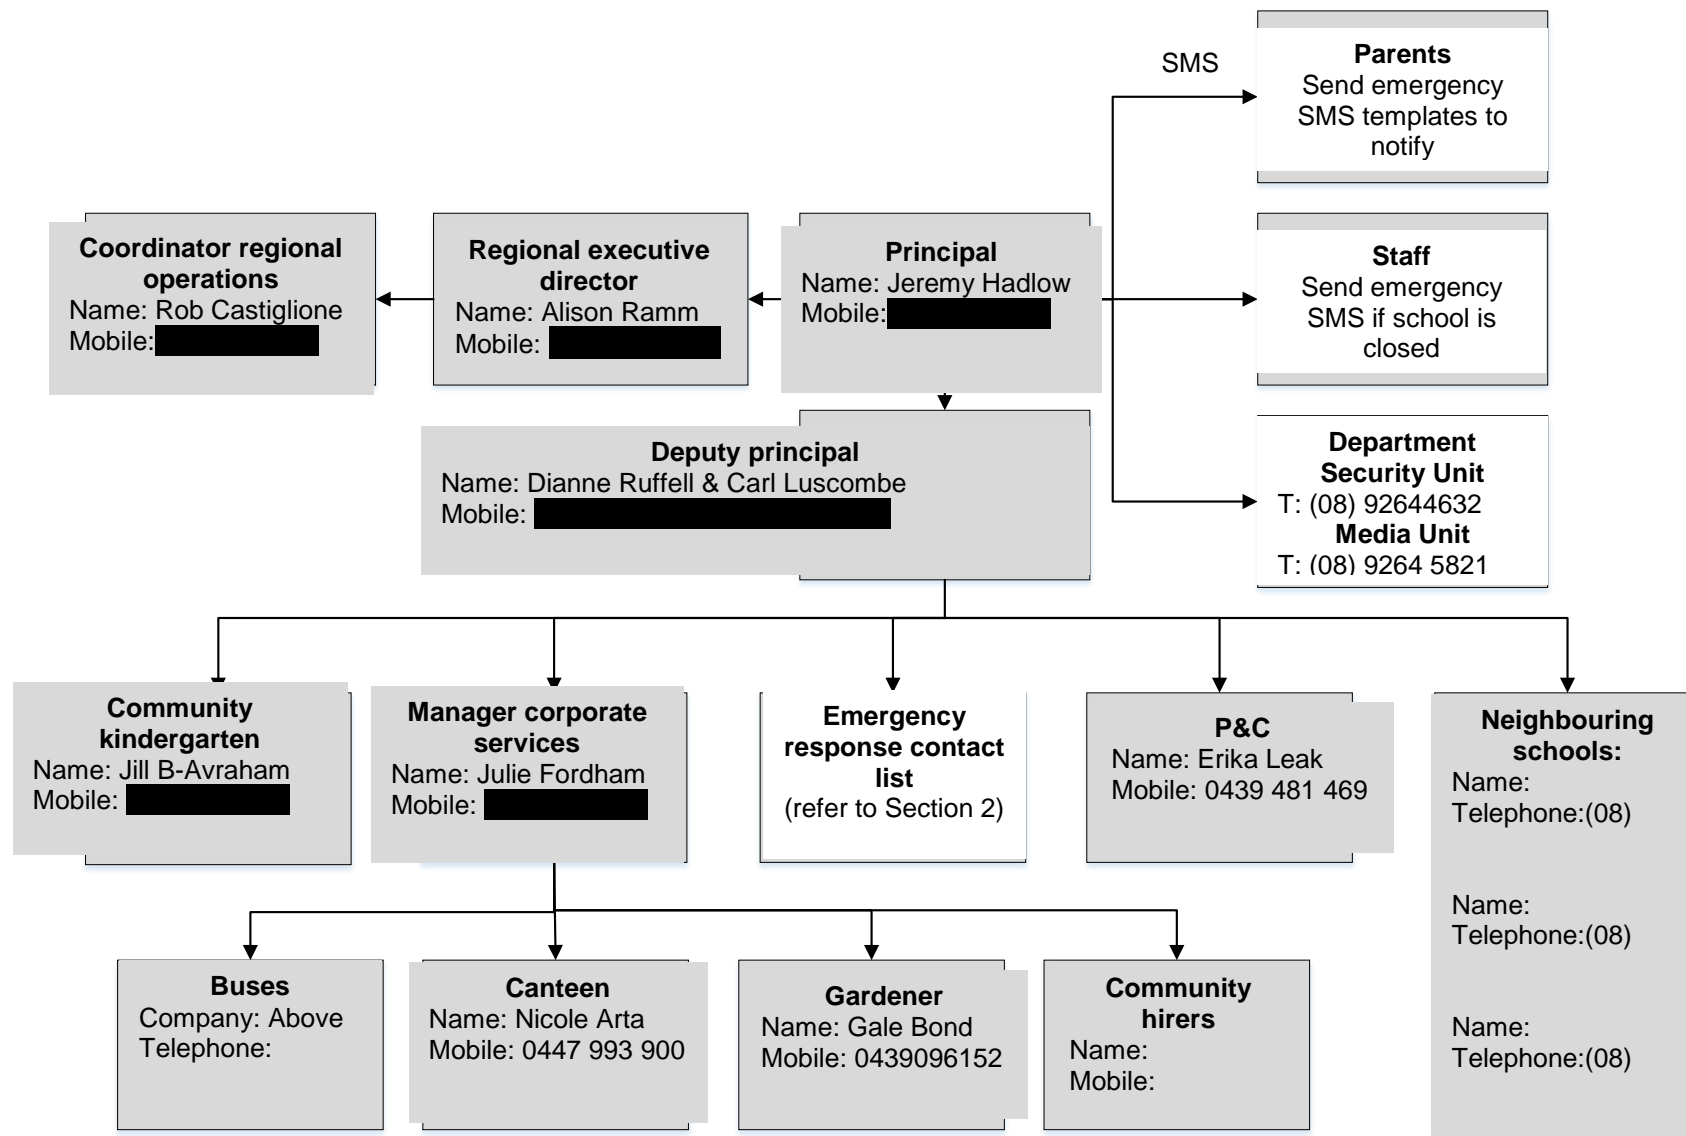 SMS
Parents
Send emergency
SMS templates to
notify
Coordinator regional
operations
Name: Rob Castiglione
Mobile:
Regional executive
director
Name: Alison Ramm
Mobile:
Principal
Name: Jeremy Hadlow
Mobile:
Staff
Send emergency
SMS if school is
closed
Deputy principal
Name: Dianne Ruffell & Carl Luscombe
Mobile:
Department
Security Unit
T: (08) 92644632
Media Unit
T: (08) 9264 5821
Community
kindergarten
Name: Jill B-Avraham
Mobile:
Manager corporate
services
Name: Julie Fordham
Mobile:
Emergency
response contact
list
(refer to Section 2)
P&C
Name: Erika Leak
Mobile: 0439 481 469
Neighbouring
schools:
Name:
Telephone:(08)
Name:
Telephone:(08)
Name:
Telephone:(08)
Buses
Company: Above
Telephone:
Canteen
Name: Nicole Arta
Mobile: 0447 993 900
Gardener
Name: Gale Bond
Mobile: 0439096152
Community
hirers
Name:
Mobile: